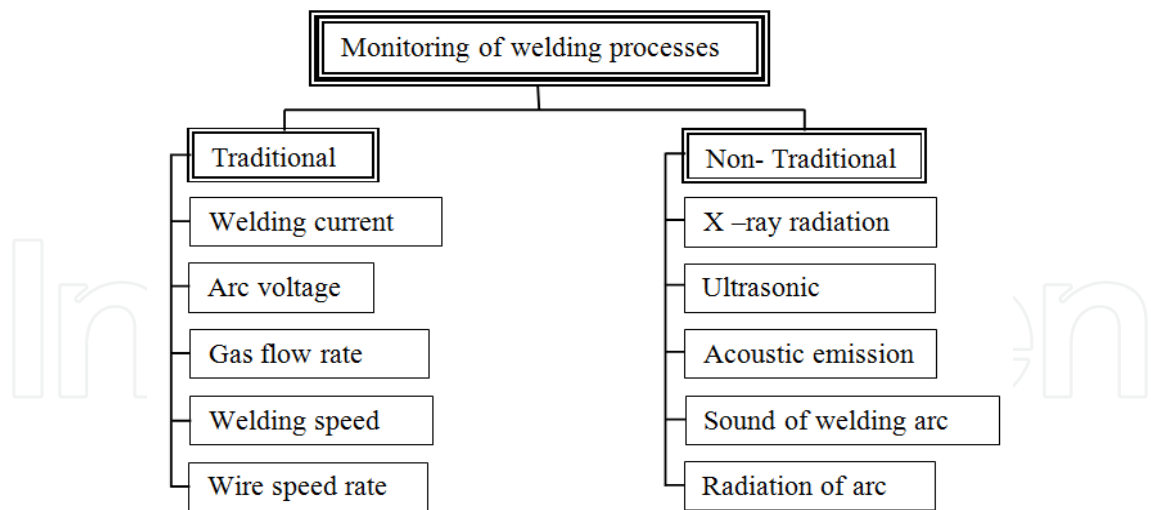 Monitoring of welding processes
Traditional
Welding current
Arc voltage
Gas flow rate
Welding speed
Wire speed rate
Non- Traditional
X –ray radiation
Ultrasonic
Acoustic emission
Sound of welding arc
Radiation of arc